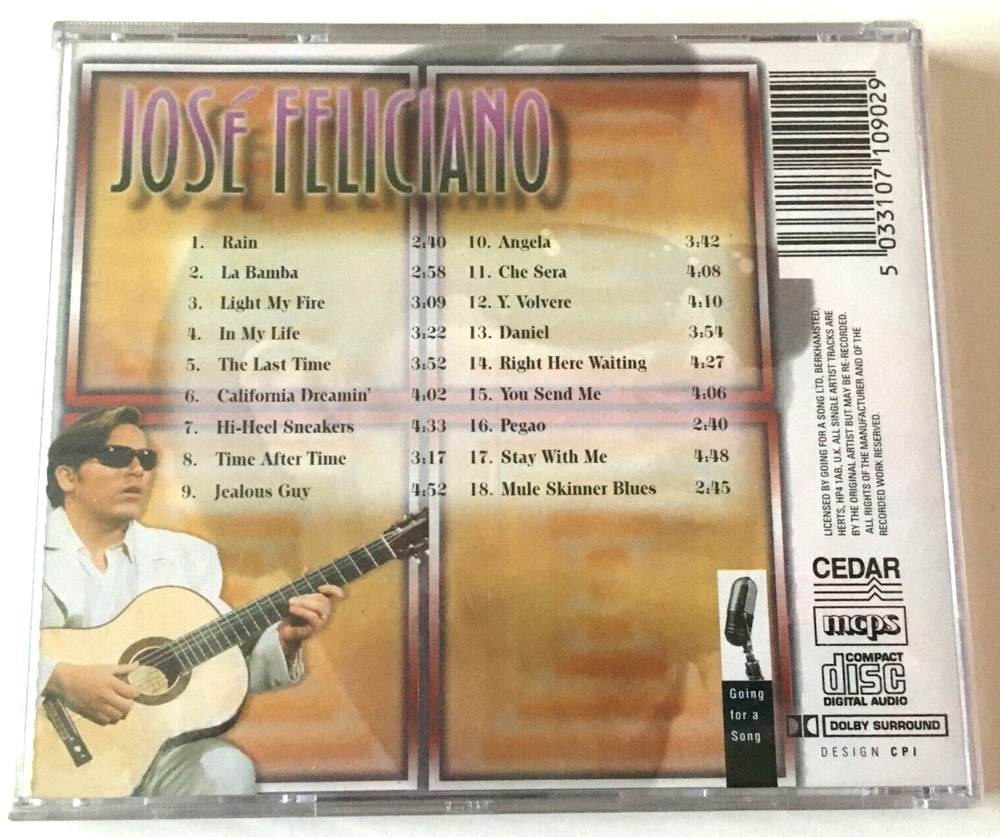 JOSÉ FELICIANO
1. Rain 2:40
2. La Bamba 2:58
3. Light My Fire 3:09
4. In My Life 3:22
5. The Last Time 3:52
6. California Dreamin' 4:02
7. Hi-Heel Sneakers 4:33
8. Time After Time 3:17
9. Jealous Guy 4:52
10. Angela 3:42
11. Che Sera 4:08
12. Y. Volvere 4:10
13. Daniel 3:54
14. Right Here Waiting 4:27
15. You Send Me 4:06
16. Pegao 2:40
17. Stay With Me 4:48
18. Mule Skinner Blues 2:45
Going
for a
Song
5 033107 109029
LICENSED BY GOING FOR A SONG LTD, BERKHAMSTED,
HERTS, HP4 1AB, U.K. ALL SINGLE ARTIST TRACKS ARE
BY THE ORIGINAL ARTIST BUT MAY BE RE-RECORDED.
ALL RIGHTS OF THE MANUFACTURER AND OF THE
RECORDED WORK RESERVED.
CEDAR
mcps
COMPACT
disc
DIGITAL AUDIO
DOLBY SURROUND
DESIGN CPI